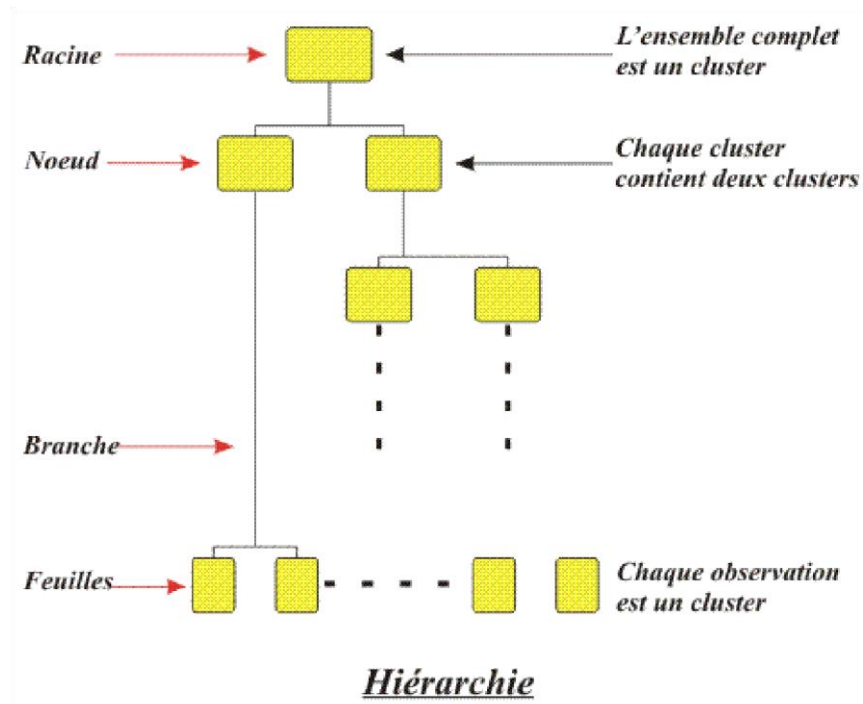 Racine
L'ensemble complet
est un cluster
Noeud
Chaque cluster
contient deux clusters
Branche
Feuilles
Chaque observation
est un cluster
Hiérarchie